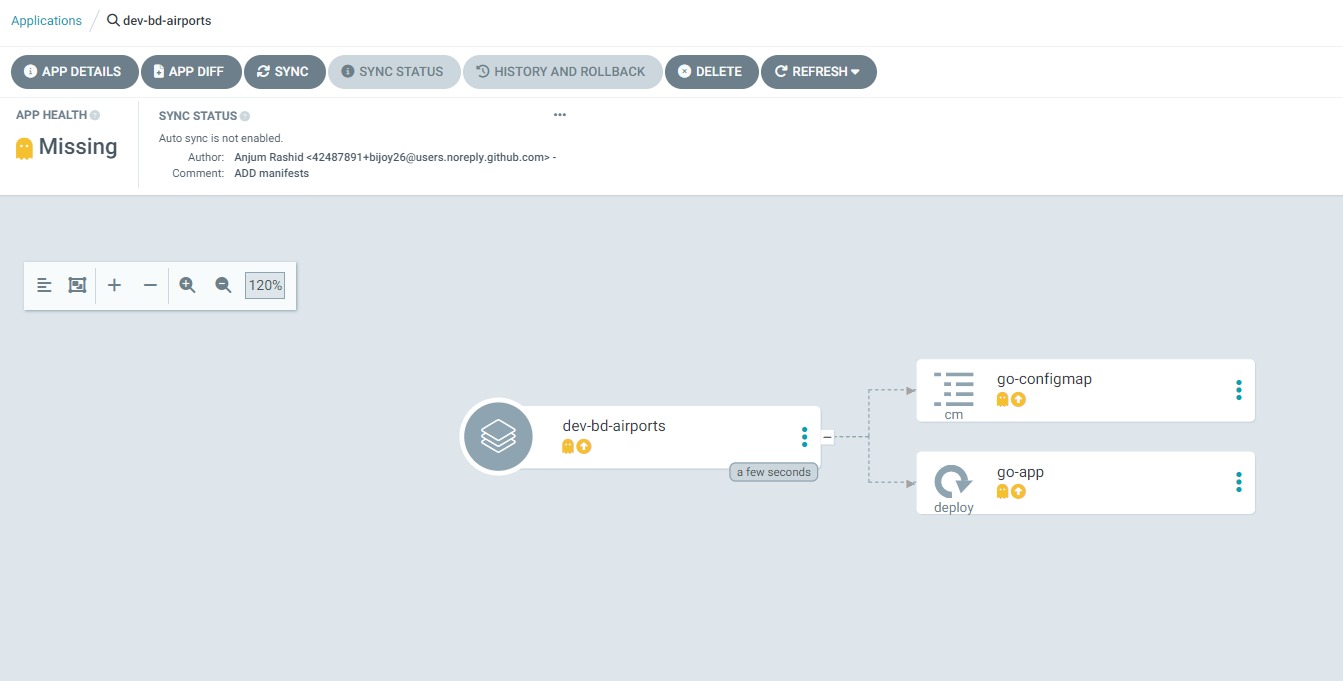 Applications / dev-bd-airports
APP DETAILS APP DIFF SYNC SYNC STATUS HISTORY AND ROLLBACK DELETE REFRESH
APP HEALTH
Missing
SYNC STATUS
Auto sync is not enabled.
Author: Anjum Rashid <42487891+bijoy26@users.noreply.github.com> -
Comment: ADD manifests
120%
dev-bd-airports
a few seconds
go-configmap
cm
go-app
deploy